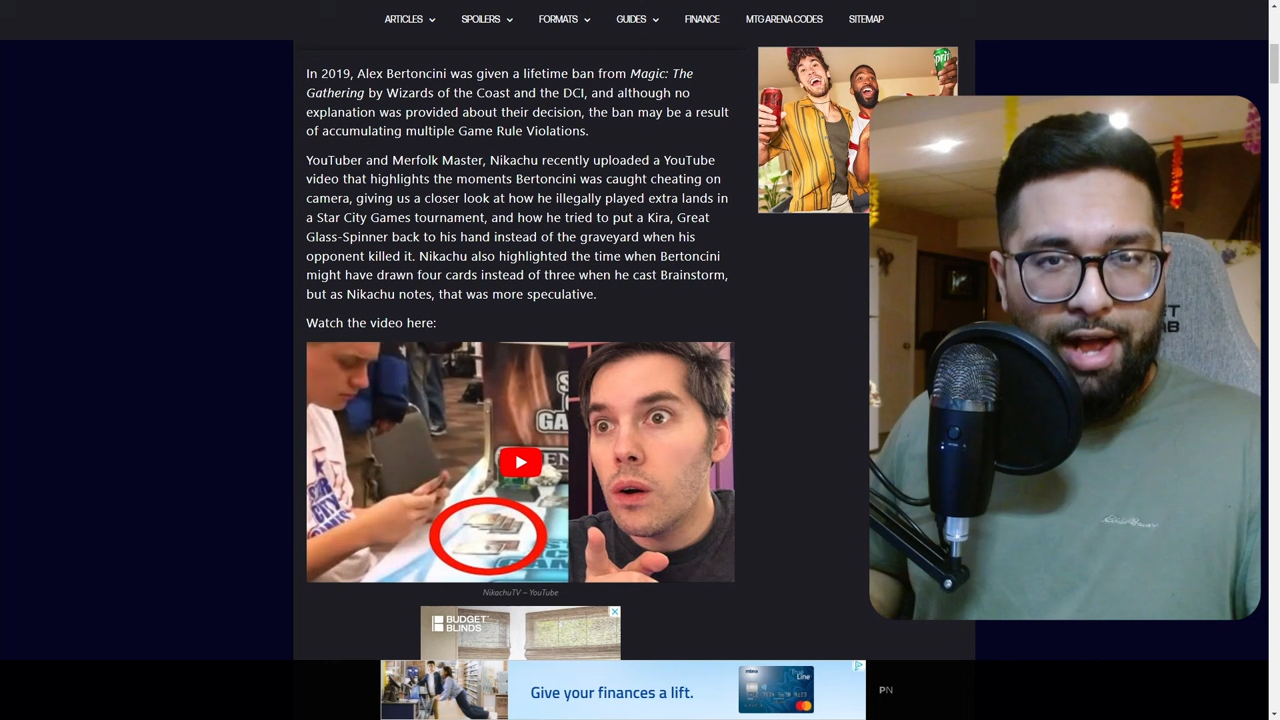 ARTICLES SPOILERS FORMATS GUIDES FINANCE MTG ARENA CODES SITEMAP
In 2019, Alex Bertoncini was given a lifetime ban from Magic: The
Gathering by Wizards of the Coast and the DCI, and although no
explanation was provided about their decision, the ban may be a result
of accumulating multiple Game Rule Violations.
YouTuber and Merfolk Master, Nikachu recently uploaded a YouTube
video that highlights the moments Bertoncini was caught cheating on
camera, giving us a closer look at how he illegally played extra lands in
a Star City Games tournament, and how he tried to put a Kira, Great
Glass-Spinner back to his hand instead of the graveyard when his
opponent killed it. Nikachu also highlighted the time when Bertoncini
might have drawn four cards instead of three when he cast Brainstorm,
but as Nikachu notes, that was more speculative.
Watch the video here:
NikachuTV – YouTube
BUDGET
BLINDS
Give your finances a lift.
PN